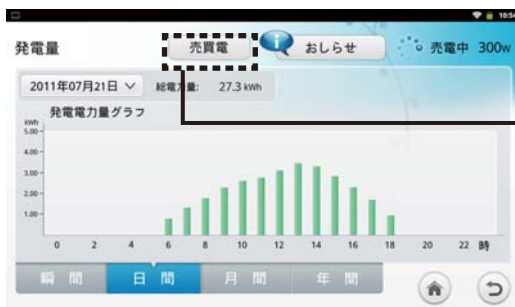 10:54
発電量 売買電 おしらせ 売電中 300w
2011年07月21日 総電力量: 27.3 kWh
発電電力量グラフ
kWh
5.00
4.00
3.00
2.00
1.00
0 2 4 6 8 10 12 14 16 18 20 22 時
瞬間 日間 月間 年間